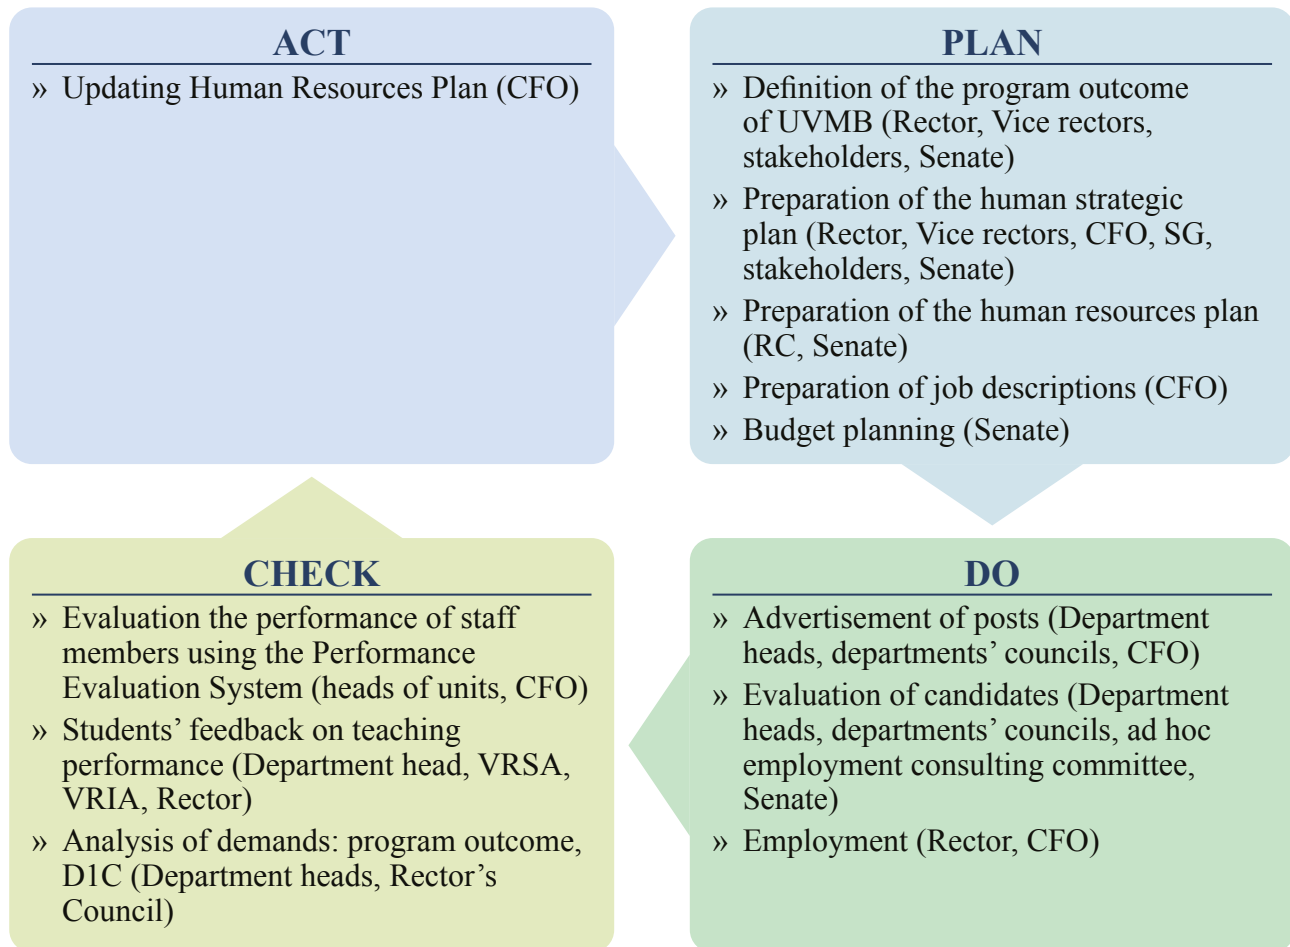 ACT
» Updating Human Resources Plan (CFO)
PLAN
» Definition of the program outcome
of UVMB (Rector, Vice rectors,
stakeholders, Senate)
» Preparation of the human strategic
plan (Rector, Vice rectors, CFO, SG,
stakeholders, Senate)
» Preparation of the human resources plan
(RC, Senate)
» Preparation of job descriptions (CFO)
» Budget planning (Senate)
CHECK
» Evaluation the performance of staff
members using the Performance
Evaluation System (heads of units, CFO)
» Students’ feedback on teaching
performance (Department head, VRSA,
VRIA, Rector)
» Analysis of demands: program outcome,
D1C (Department heads, Rector’s
Council)
DO
» Advertisement of posts (Department
heads, departments’ councils, CFO)
» Evaluation of candidates (Department
heads, departments’ councils, ad hoc
employment consulting committee,
Senate)
» Employment (Rector, CFO)